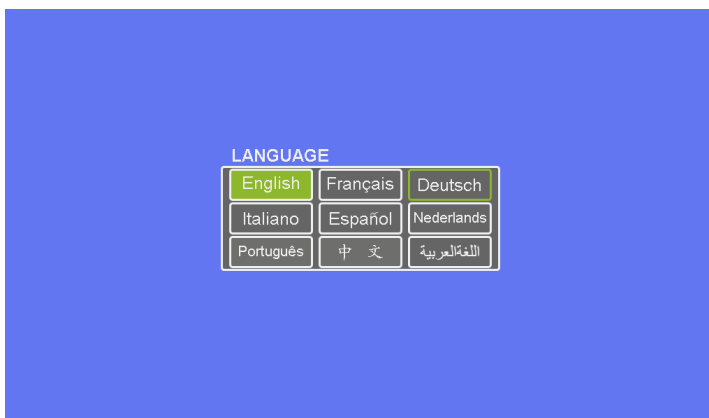 LANGUAGE
English Français Deutsch
Italiano Español Nederlands
Português 中 文 اللغةالعربية